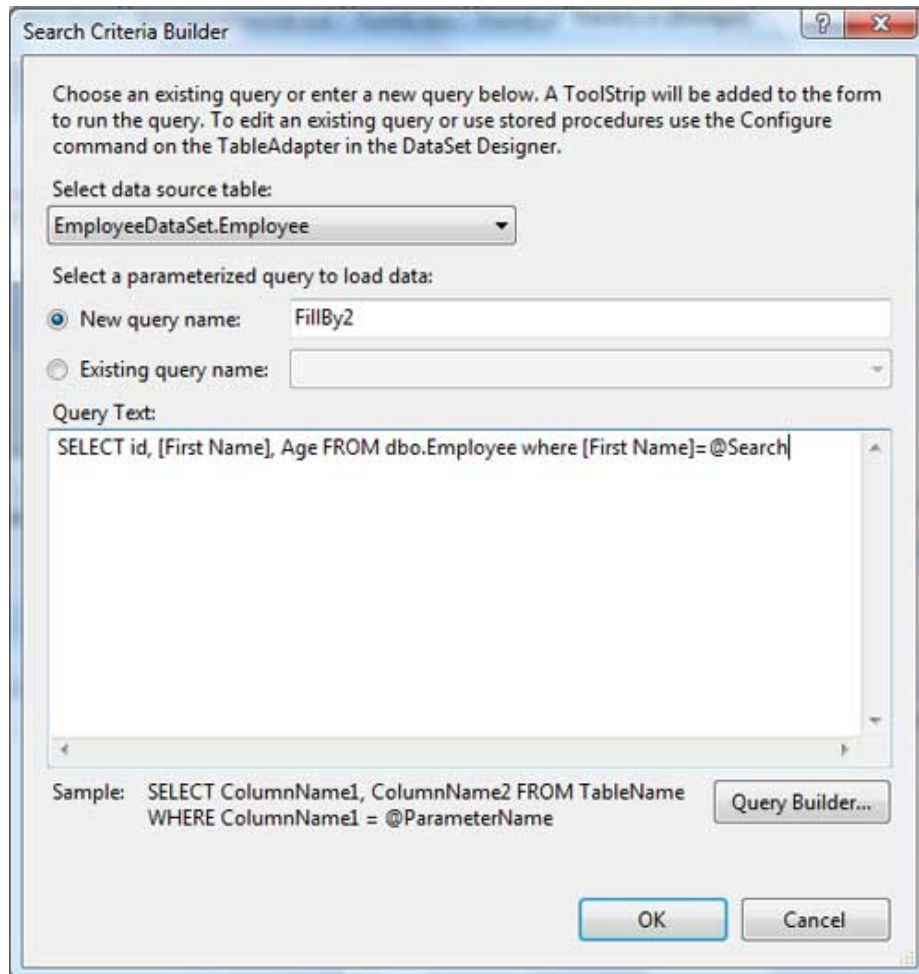 Search Criteria Builder
Choose an existing query or enter a new query below. A ToolStrip will be added to the form
to run the query. To edit an existing query or use stored procedures use the Configure
command on the TableAdapter in the DataSet Designer.
Select data source table:
EmployeeDataSet.Employee
Select a parameterized query to load data:
New query name: FillBy2
Existing query name:
Query Text:
SELECT id, [First Name], Age FROM dbo.Employee where [First Name]=@Search
Sample: SELECT ColumnName1, ColumnName2 FROM TableName
WHERE ColumnName1 = @ParameterName
Query Builder...
OK Cancel